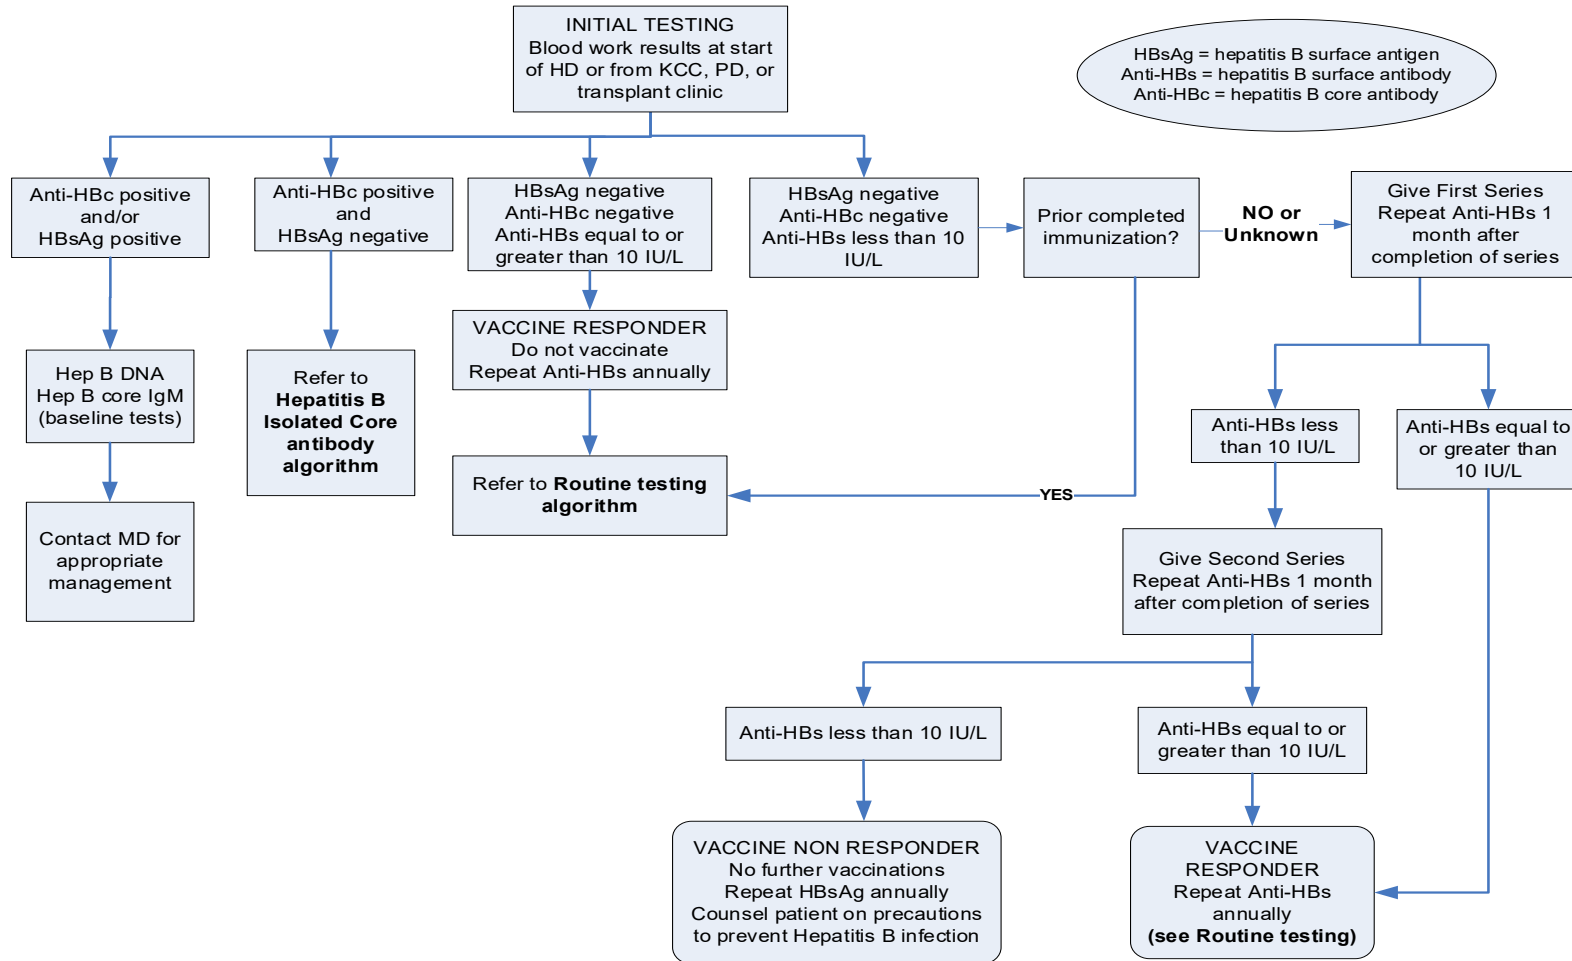 INITIAL TESTING
Blood work results at start
of HD or from KCC, PD, or
transplant clinic
HBsAg = hepatitis B surface antigen
Anti-HBs = hepatitis B surface antibody
Anti-HBc = hepatitis B core antibody
Anti-HBc positive
and/or
HBsAg positive
Anti-HBc positive
and
HBsAg negative
HBsAg negative
Anti-HBc negative
Anti-HBs equal to or
greater than 10 IU/L
HBsAg negative
Anti-HBc negative
Anti-HBs less than 10
IU/L
Prior completed
immunization?
NO or
Unknown
Give First Series
Repeat Anti-HBs 1
month after
completion of series
Hep B DNA
Hep B core IgM
(baseline tests)
Refer to
Hepatitis B
Isolated Core
antibody
algorithm
VACCINE RESPONDER
Do not vaccinate
Repeat Anti-HBs annually
Anti-HBs less
than 10 IU/L
Anti-HBs equal to
or greater than
10 IU/L
Refer to Routine testing
algorithm
YES
Contact MD for
appropriate
management
Give Second Series
Repeat Anti-HBs 1 month
after completion of series
Anti-HBs less than 10 IU/L
Anti-HBs equal to or
greater than 10 IU/L
VACCINE NON RESPONDER
No further vaccinations
Repeat HBsAg annually
Counsel patient on precautions
to prevent Hepatitis B infection
VACCINE
RESPONDER
Repeat Anti-HBs
annually
(see Routine testing)